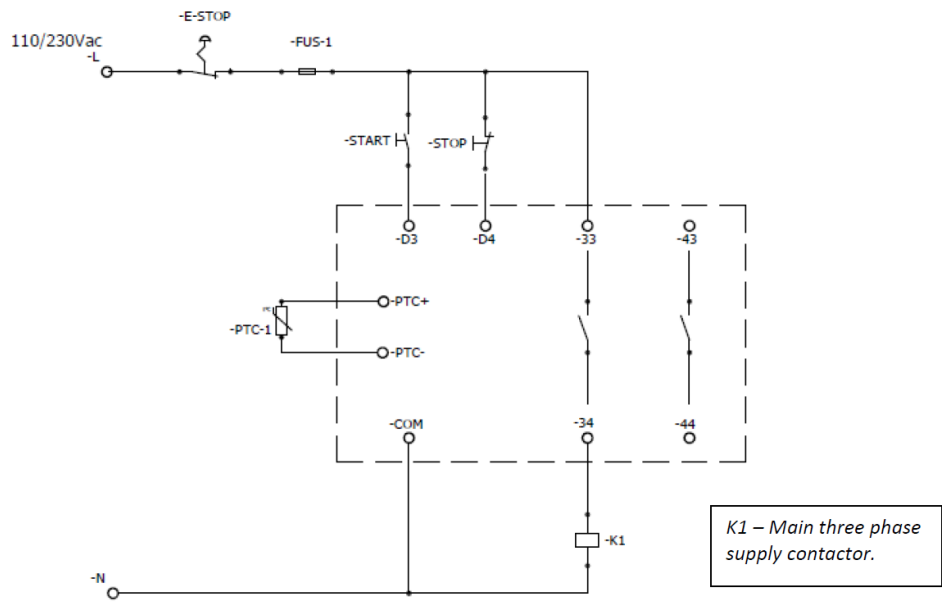 -E-STOP
110/230Vac
-L
-FUS-1
-START
-STOP
-D3
-D4
-33
-43
-PTC+
-PTC-1
-PTC-
-COM
-34
-44
K1 – Main three phase
supply contactor.
-K1
-N